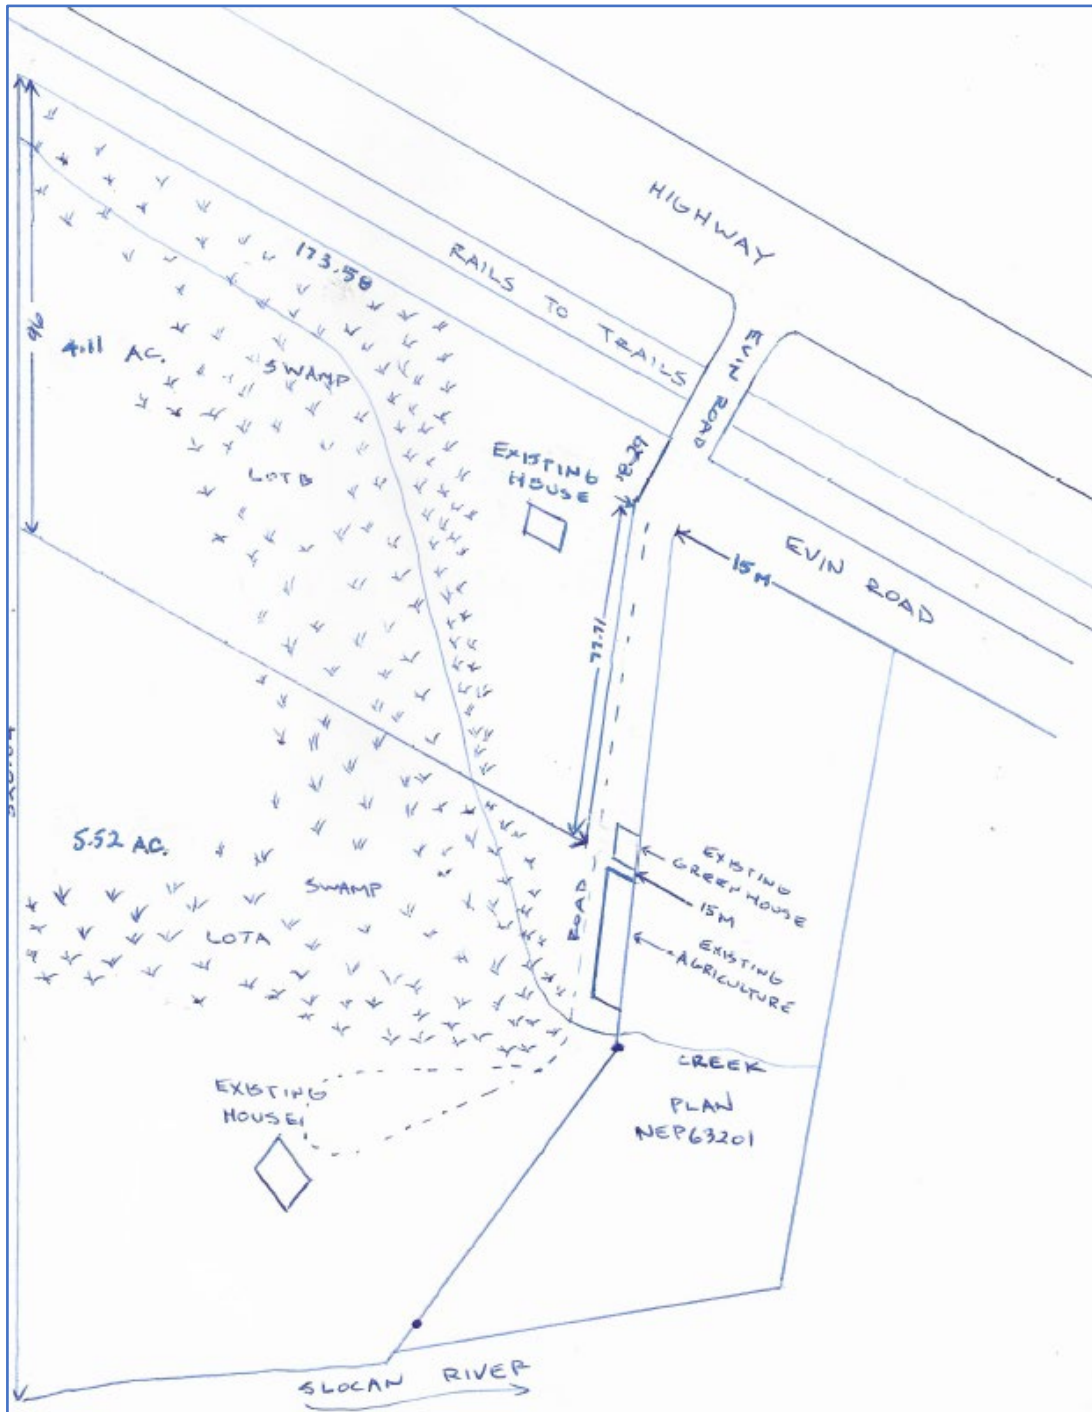 HIGHWAY
RAILS TO TRAILS
EVIN ROAD
173.58
96
4.11 AC.
SWAMP
LOT B
EXISTING
HOUSE
EVIN ROAD
15M
77.71
5.52 AC.
SWAMP
LOT A
ROAD
EXISTING
GREEN HOUSE
15M
EXISTING
AGRICULTURE
CREEK
PLAN
NEP63201
EXISTING
HOUSE
SLOCAN RIVER